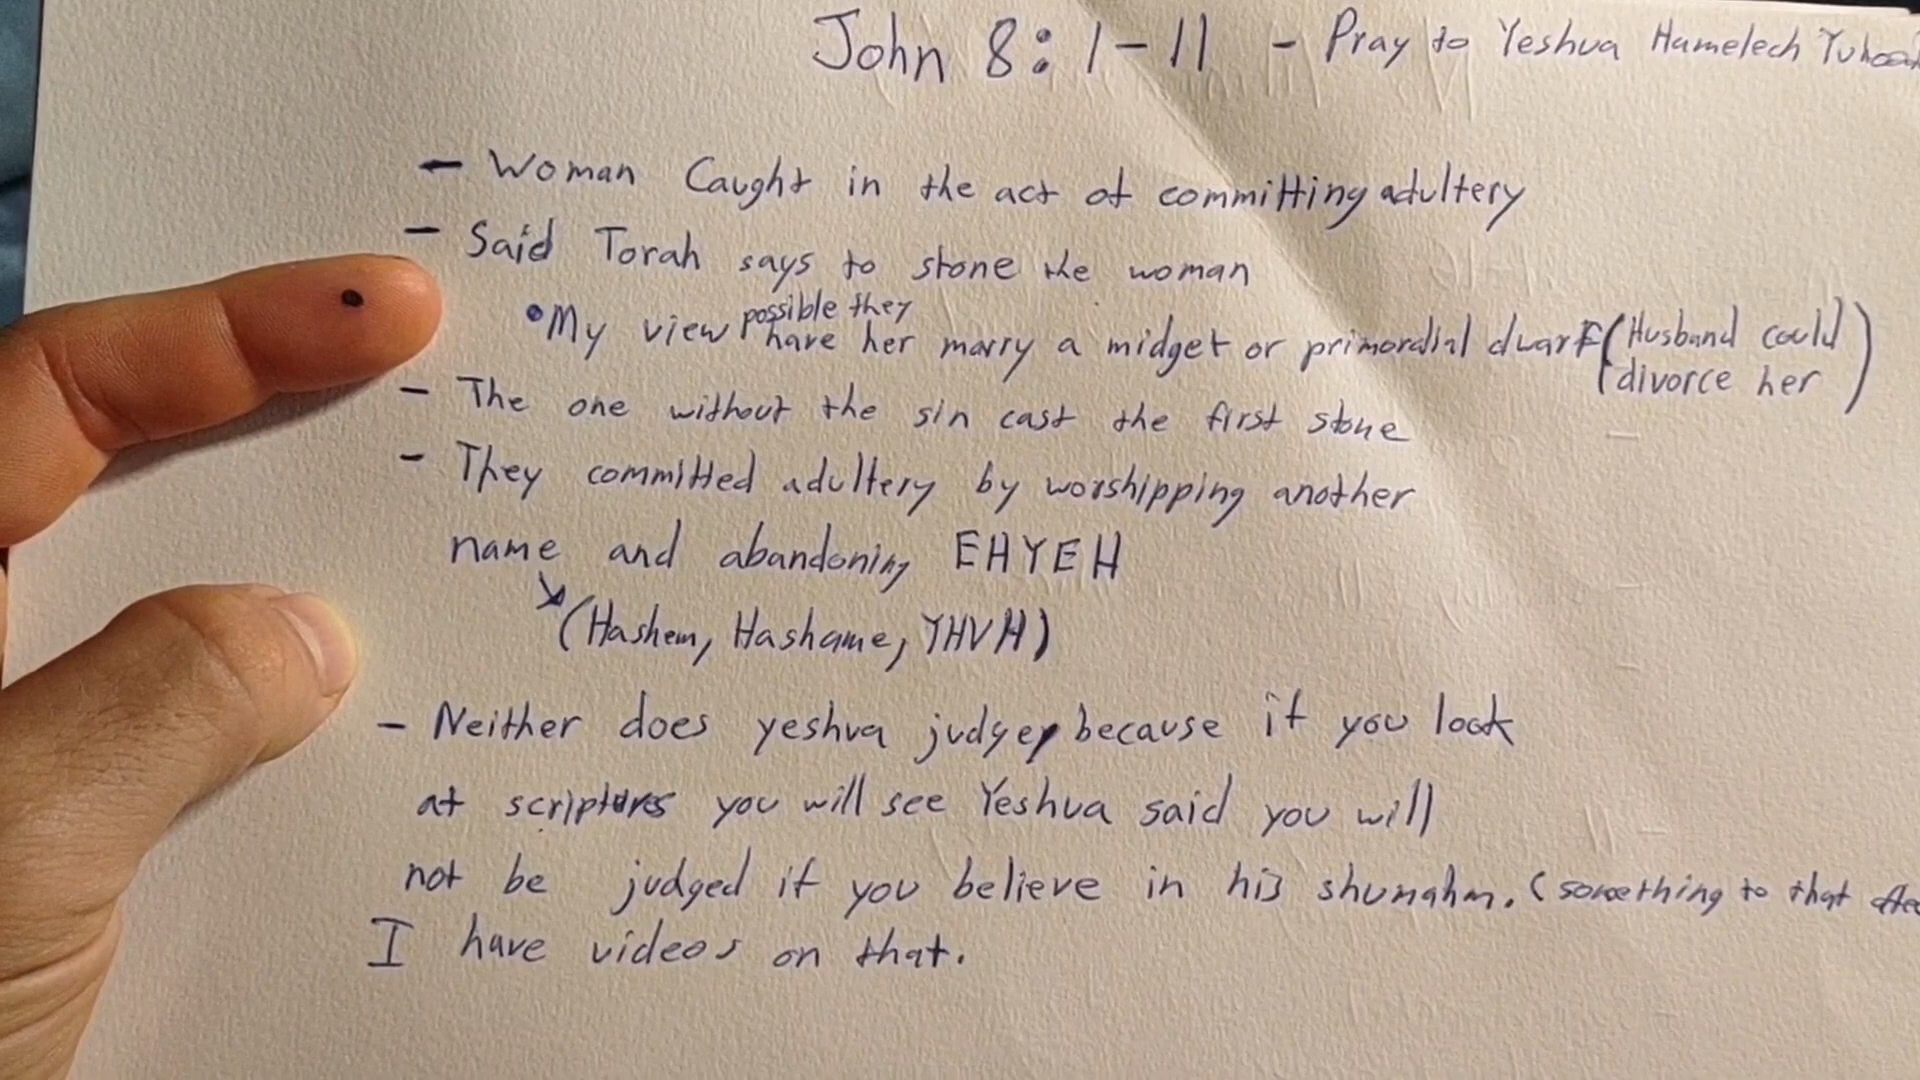 John 8: 1-11 - Pray to Yeshua Hamelech
- Woman Caught in the act of committing adultery
- Said Torah says to stone the woman
• My view possible they have her marry a midget or primordial dwarf (Husband could divorce her)
- The one without the sin cast the first stone
- They committed adultery by worshipping another
name and abandoning EHYEH
(Hashem, Hashame, YHVH)
- Neither does yeshua judge, because if you look
at scriptures you will see Yeshua said you will
not be judged if you believe in his shumahm. (something to that
I have videos on that.